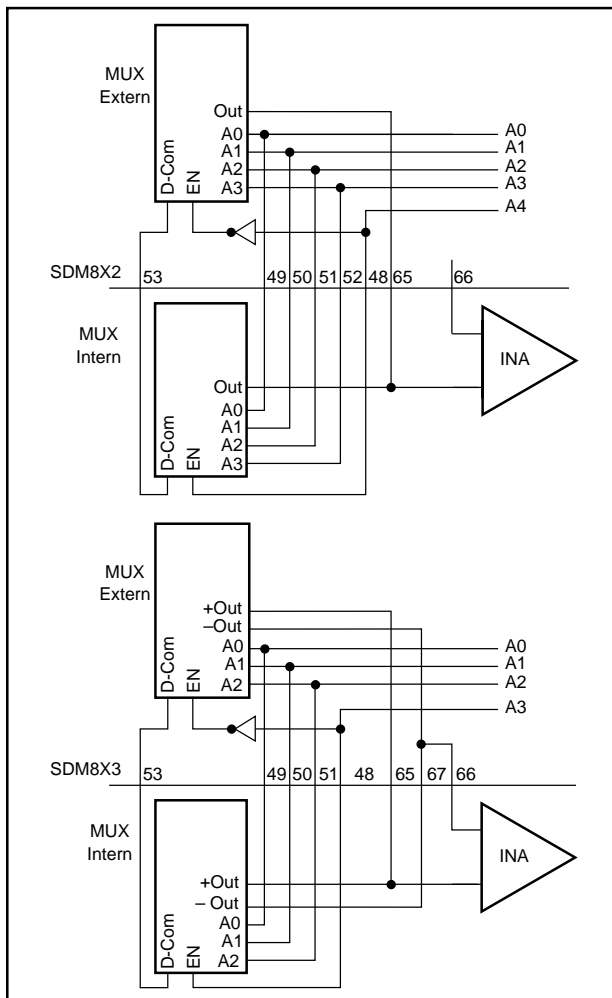 MUX
Extern
Out
A0
A1
A2
A3
D-Com
EN
A0
A1
A2
A3
A4
SDM8X2
53
49
50
51
52
48
65
66
MUX
Intern
Out
A0
A1
A2
A3
D-Com
EN
INA
MUX
Extern
+Out
–Out
A0
A1
A2
D-Com
EN
A0
A1
A2
A3
SDM8X3
53
49
50
51
48
65
67
66
MUX
Intern
+Out
– Out
A0
A1
A2
D-Com
EN
INA